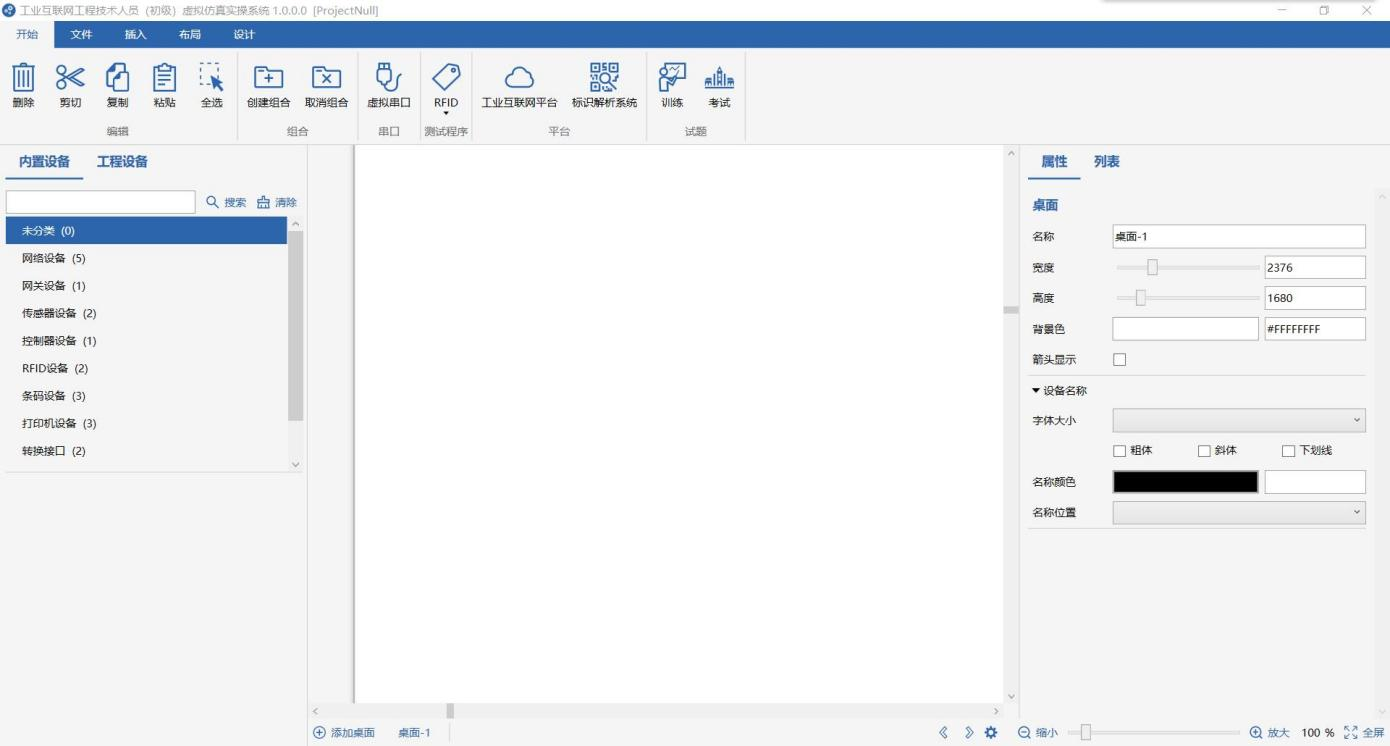 工业互联网工程技术人员（初级）虚拟仿真实操系统 1.0.0.0 [ProjectNull]
开始 文件 插入 布局 设计
删除 剪切 复制 粘贴 全选 创建组合 取消组合 虚拟串口 RFID 工业互联网平台 标识解析系统 训练 考试
编辑 组合 串口 测试程序 平台 试题
内置设备 工程设备
搜索 清除
未分类 (0)
网络设备 (5)
网关设备 (1)
传感器设备 (2)
控制器设备 (1)
RFID设备 (2)
条码设备 (3)
打印机设备 (3)
转换接口 (2)
属性 列表
桌面
名称 桌面-1
宽度 2376
高度 1680
背景色 #FFFFFFFF
箭头显示
设备名称
字体大小
粗体 斜体 下划线
名称颜色
名称位置
添加桌面 桌面-1 缩小 放大 100 % 全屏